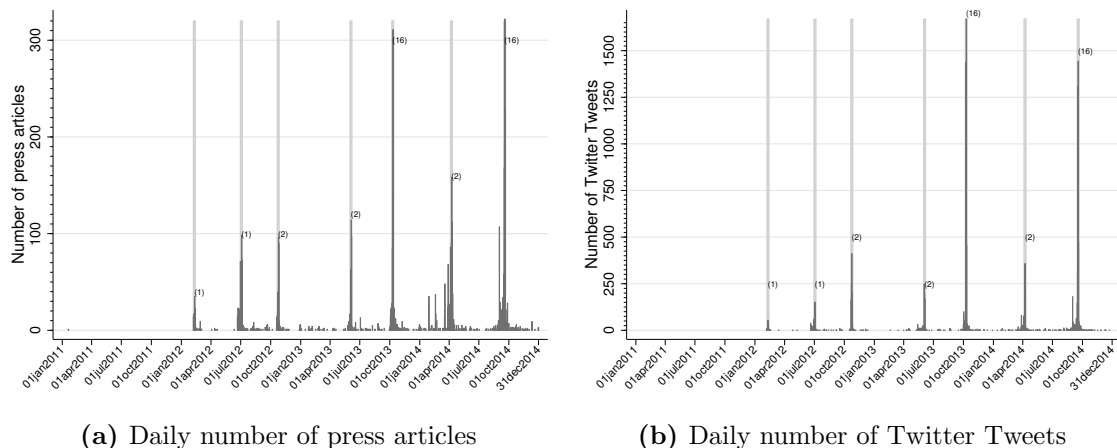 Number of press articles
300
200
100
0
(1)
(1)
(2)
(2)
(16)
(2)
(16)
01jan2011
01apr2011
01jul2011
01oct2011
01jan2012
01apr2012
01jul2012
01oct2012
01jan2013
01apr2013
01jul2013
01oct2013
01jan2014
01apr2014
01jul2014
01oct2014
31dec2014
(a) Daily number of press articles
Number of Twitter Tweets
1500
1250
1000
750
500
250
0
(1)
(1)
(2)
(2)
(16)
(2)
(16)
01jan2011
01apr2011
01jul2011
01oct2011
01jan2012
01apr2012
01jul2012
01oct2012
01jan2013
01apr2013
01jul2013
01oct2013
01jan2014
01apr2014
01jul2014
01oct2014
31dec2014
(b) Daily number of Twitter Tweets